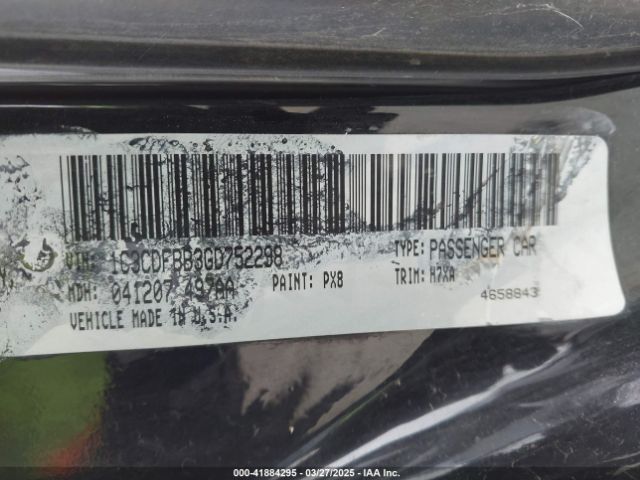 VIN: 1C3CDFBB3GD752298 TYPE: PASSENGER CAR
MDH: 041207 PAINT: PX8 TRIM: H7XA
VEHICLE MADE IN U.S.A. 4658843
000-41884295 - 03/27/2025 - IAA Inc.